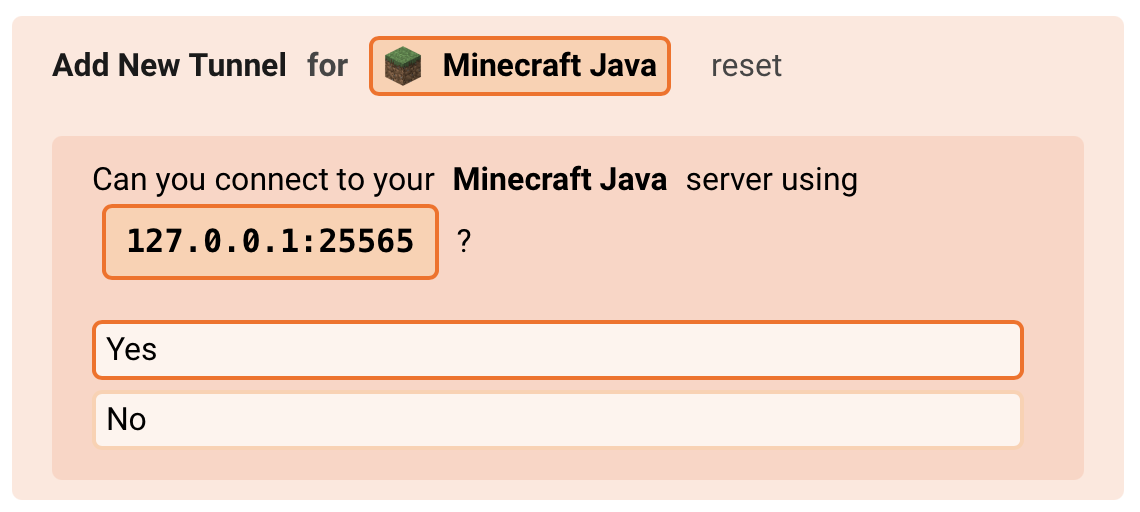 Add New Tunnel for Minecraft Java reset
Can you connect to your Minecraft Java server using
127.0.0.1:25565 ?
Yes
No